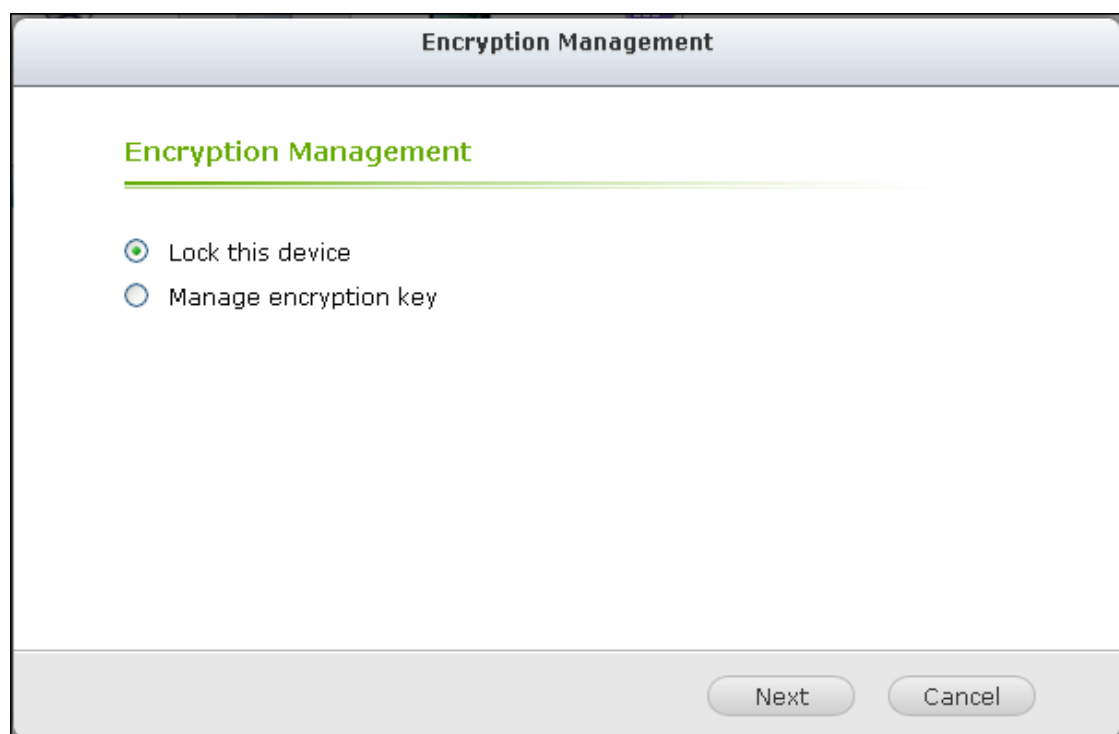 Encryption Management
Encryption Management
Lock this device
Manage encryption key
Next Cancel